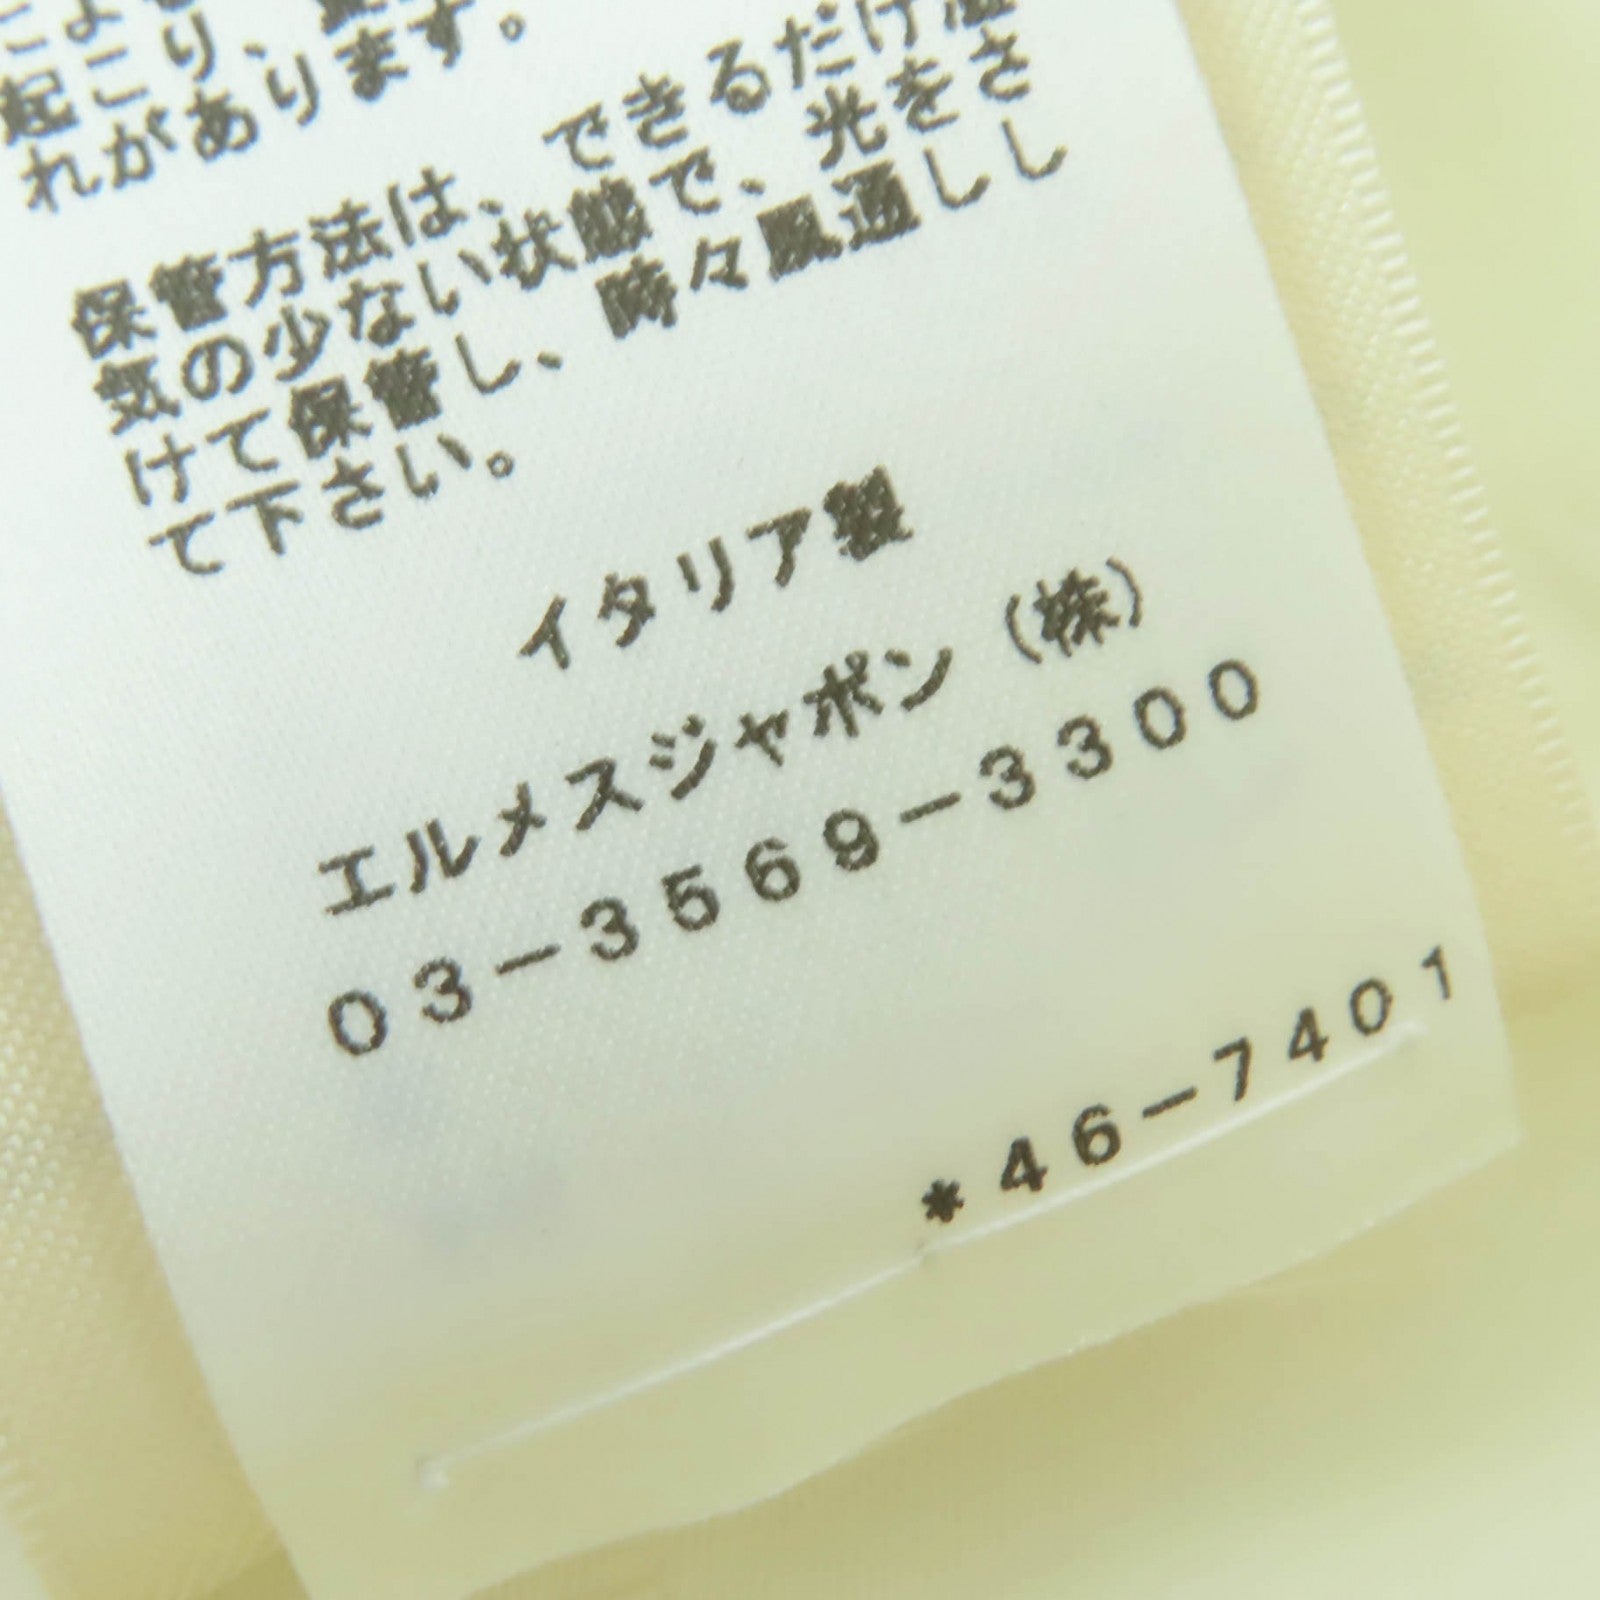 起こ
れがあります。
保管方法は、できるだけ湿
気の少ない状態で、光をさ
けて保管し、時々風通しし
て下さい。
イタリア製
エルメスジャポン（株）
03-3569-3300
*46-7401